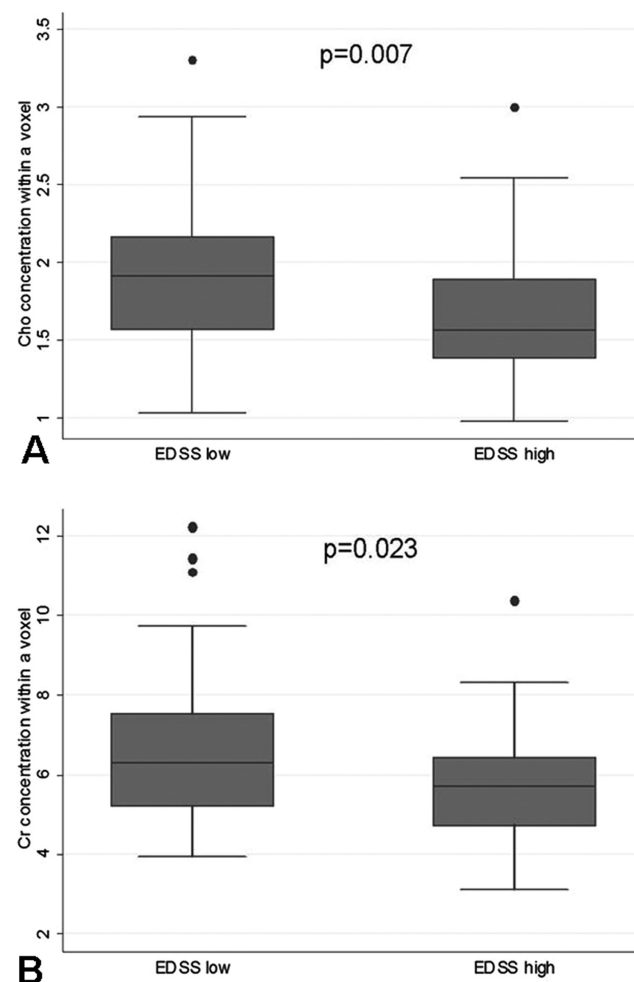 3.5
p=0.007
3
2.5
2
1.5
1
Cho concentration within a voxel
EDSS low EDSS high
A
12
p=0.023
10
8
6
4
2
Cr concentration within a voxel
EDSS low EDSS high
B